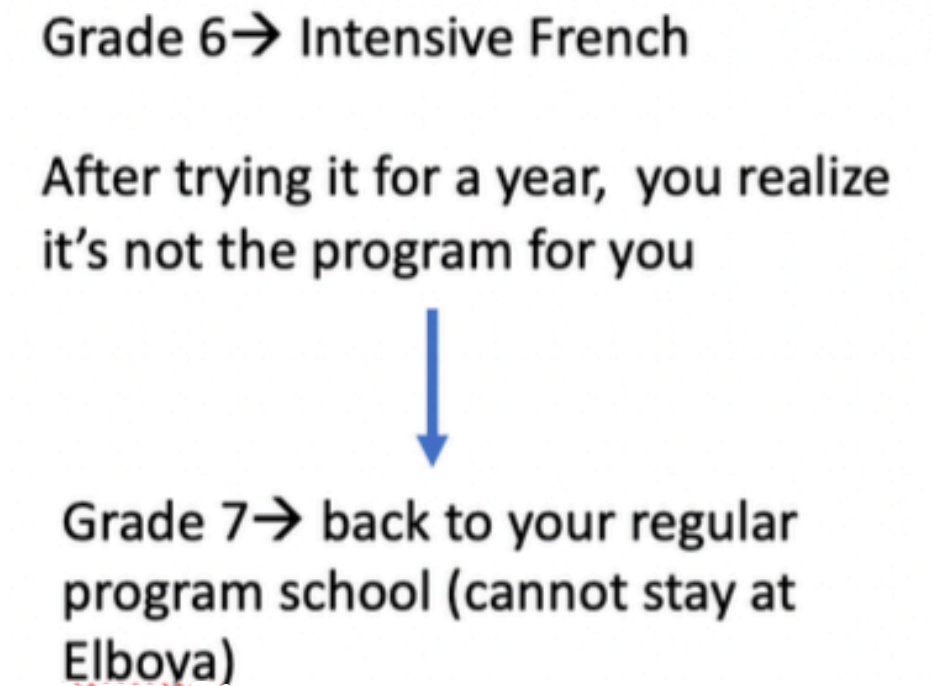 Grade 6→ Intensive French
After trying it for a year,  you realize
it’s not the program for you
Grade 7→ back to your regular
program school (cannot stay at
Elboya)